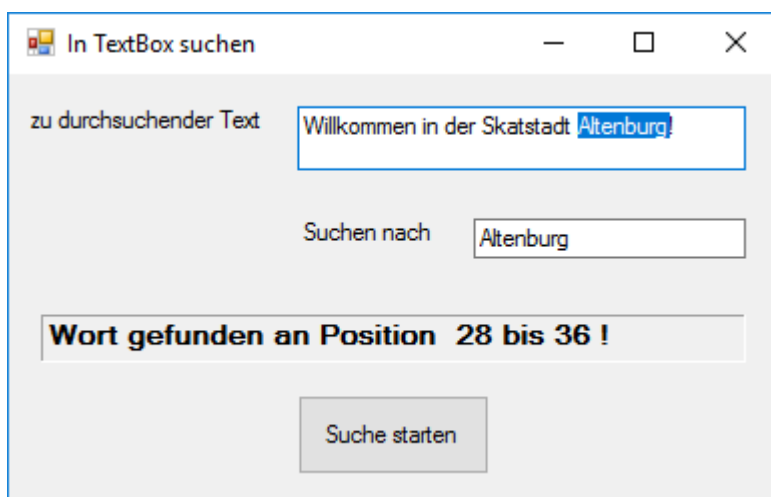 In TextBox suchen
zu durchsuchender Text
Willkommen in der Skatstadt Altenburg!
Suchen nach
Altenburg
Wort gefunden an Position  28 bis 36 !
Suche starten